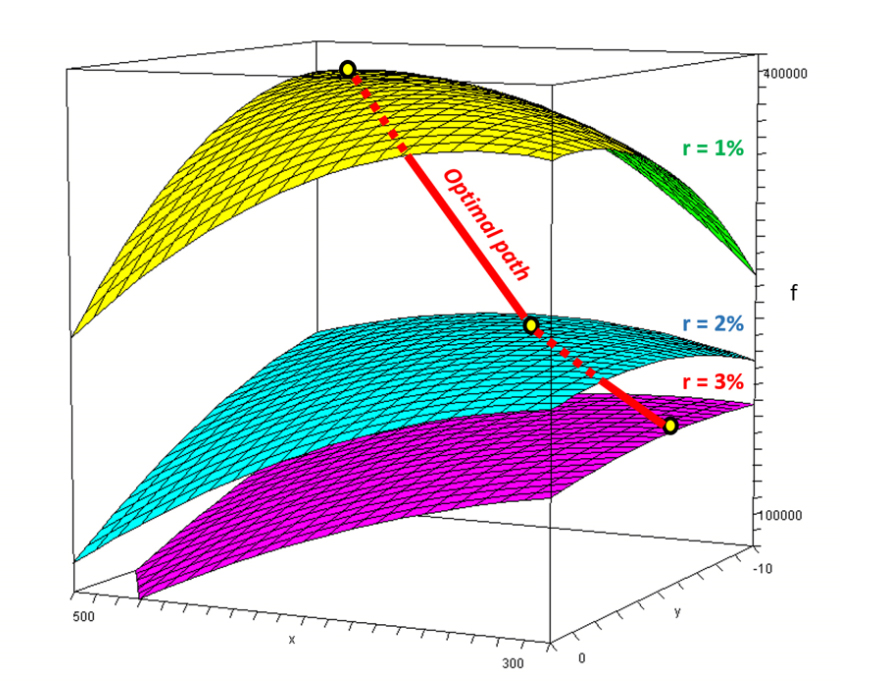 400000
r = 1%
Optimal path
f
r = 2%
r = 3%
100000
-10
y
500
x
300
0